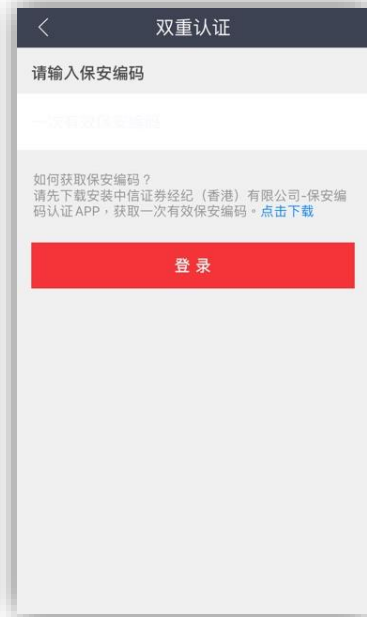 双重认证
请输入保安编码
如何获取保安编码？
请先下载安装中信证券经纪（香港）有限公司-保安编
码认证APP，获取一次有效保安编码。点击下载
登录